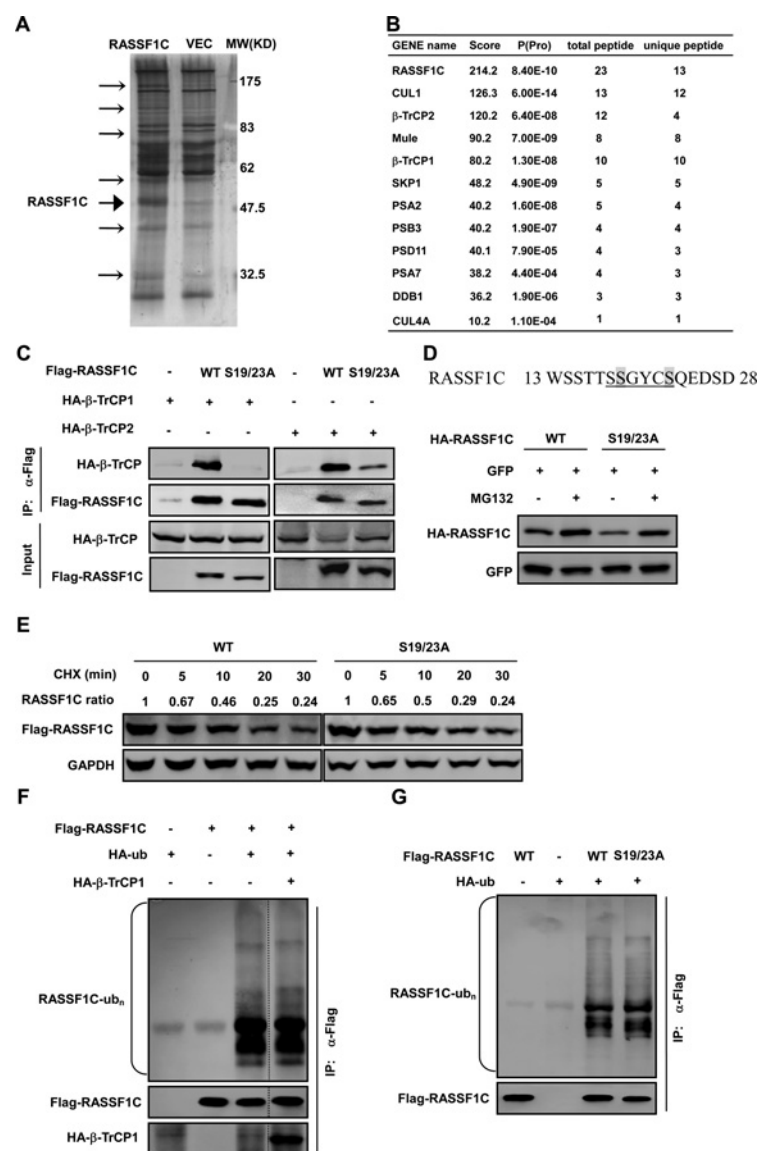 A
RASSF1C VEC MW(KD)
175
83
62
RASSF1C
47.5
32.5
B
GENE name Score P(Pro) total peptide unique peptide
RASSF1C 214.2 8.40E-10 23 13
CUL1 126.3 6.00E-14 13 12
β-TrCP2 120.2 6.40E-08 12 4
Mule 90.2 7.00E-09 8 8
β-TrCP1 80.2 1.30E-08 10 10
SKP1 48.2 4.90E-09 5 5
PSA2 40.2 1.60E-08 5 4
PSB3 40.2 1.90E-07 4 4
PSD11 40.1 7.90E-05 4 3
PSA7 38.2 4.40E-04 4 3
DDB1 36.2 1.90E-06 3 3
CUL4A 10.2 1.10E-04 1 1
C
Flag-RASSF1C - WT S19/23A - WT S19/23A
HA-β-TrCP1 + + + - - -
HA-β-TrCP2 - - - + + +
IP: α-Flag
HA-β-TrCP
Flag-RASSF1C
Input
HA-β-TrCP
Flag-RASSF1C
D
RASSF1C 13 WSSTTSSGYCSQEDSD 28
HA-RASSF1C WT S19/23A
GFP + + + +
MG132 - + - +
HA-RASSF1C
GFP
E
WT S19/23A
CHX (min) 0 5 10 20 30 0 5 10 20 30
RASSF1C ratio 1 0.67 0.46 0.25 0.24 1 0.65 0.5 0.29 0.24
Flag-RASSF1C
GAPDH
F
Flag-RASSF1C - + + +
HA-ub + - + +
HA-β-TrCP1 - - - +
RASSF1C-ubn
IP: α-Flag
Flag-RASSF1C
HA-β-TrCP1
G
Flag-RASSF1C WT - WT S19/23A
HA-ub - + + +
RASSF1C-ubn
IP: α-Flag
Flag-RASSF1C